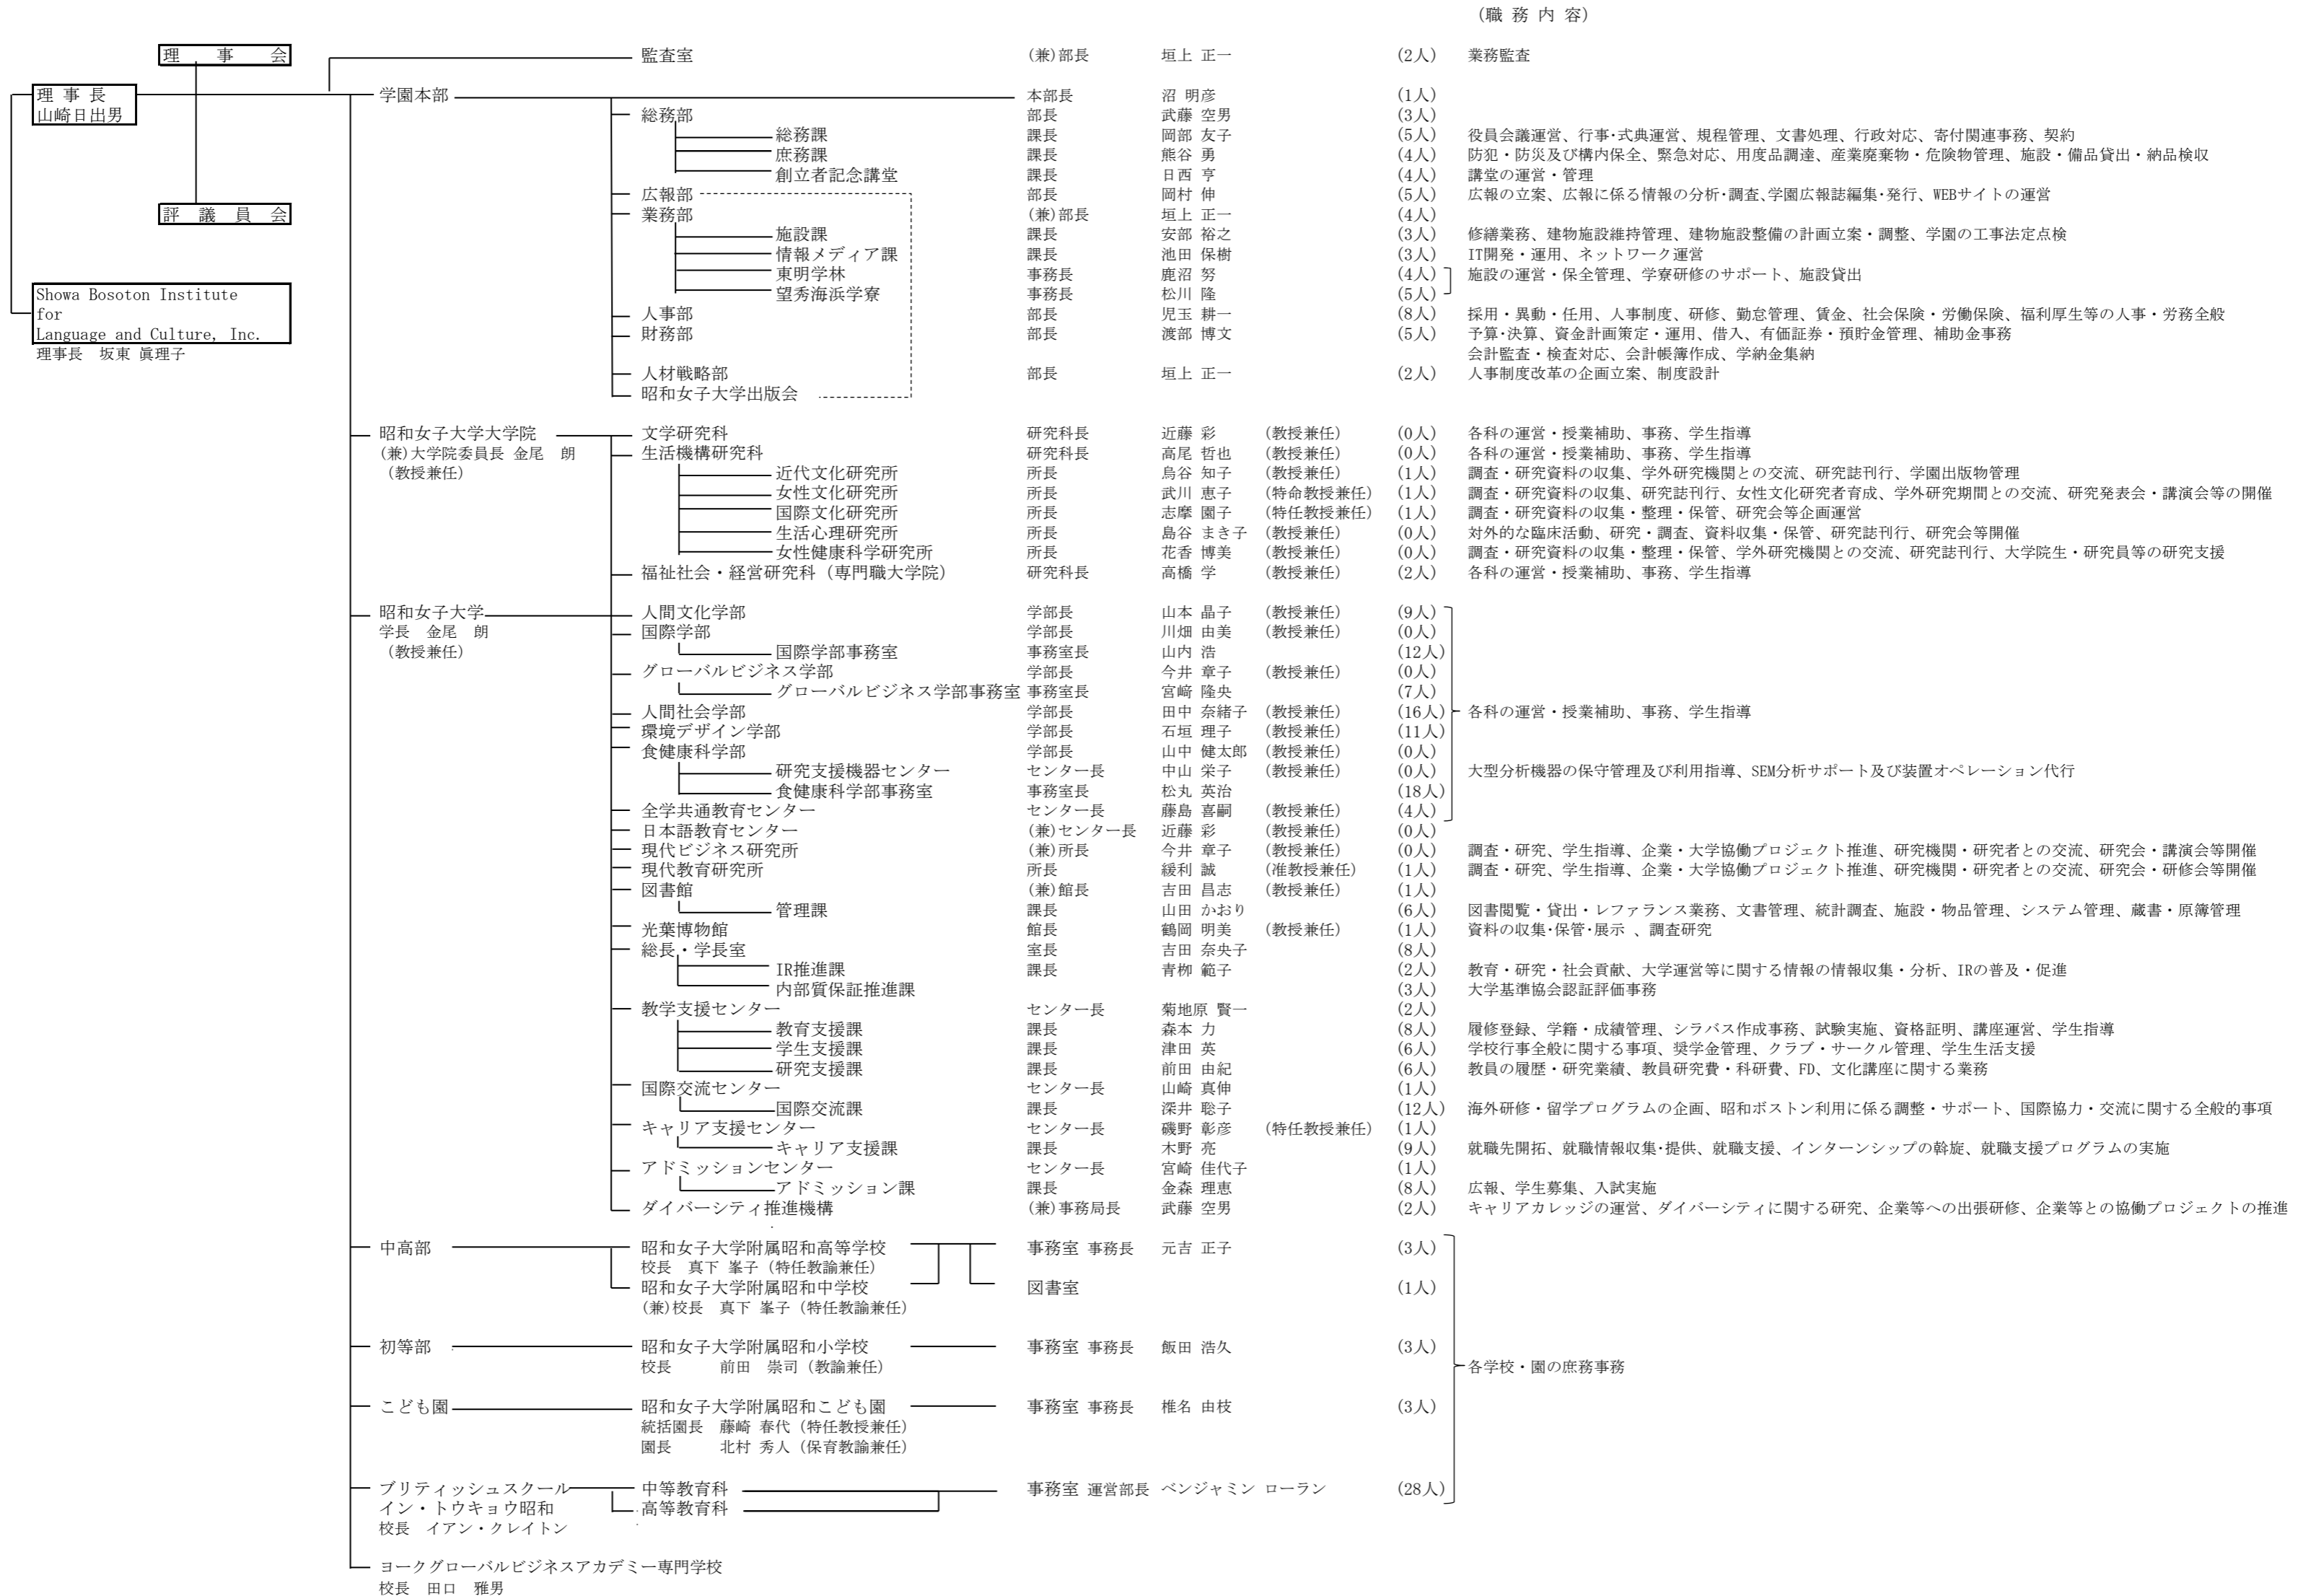 (職 務 内 容)
理 事 会
監査室 (兼)部長 垣上 正一 (2人) 業務監査
理 事 長
山崎日出男
学園本部 本部長 沼 明彦 (1人)
総務部 部長 武藤 空男 (3人)
総務課 課長 岡部 友子 (5人) 役員会議運営、行事・式典運営、規程管理、文書処理、行政対応、寄付関連事務、契約
庶務課 課長 熊谷 勇 (4人) 防犯・防災及び構内保全、緊急対応、用度品調達、産業廃棄物・危険物管理、施設・備品貸出・納品検収
創立者記念講堂 課長 日西 亨 (4人) 講堂の運営・管理
広報部 部長 岡村 伸 (5人) 広報の立案、広報に係る情報の分析・調査、学園広報誌編集・発行、WEBサイトの運営
評 議 員 会
業務部 (兼)部長 垣上 正一 (4人)
施設課 課長 安部 裕之 (3人) 修繕業務、建物施設維持管理、建物施設整備の計画立案・調整、学園の工事法定点検
情報メディア課 課長 池田 保樹 (3人) IT開発・運用、ネットワーク運営
東明学林 事務長 鹿沼 努 (4人) 施設の運営・保全管理、学寮研修のサポート、施設貸出
望秀海浜学寮 事務長 松川 隆 (5人)
Showa Bosoton Institute
for
Language and Culture, Inc.
理事長 坂東 眞理子
人事部 部長 児玉 耕一 (8人) 採用・異動・任用、人事制度、研修、勤怠管理、賃金、社会保険・労働保険、福利厚生等の人事・労務全般
財務部 部長 渡部 博文 (5人) 予算・決算、資金計画策定・運用、借入、有価証券・預貯金管理、補助金事務
会計監査・検査対応、会計帳簿作成、学納金集納
人材戦略部 部長 垣上 正一 (2人) 人事制度改革の企画立案、制度設計
昭和女子大学出版会
昭和女子大学大学院 文学研究科 研究科長 近藤 彩 (教授兼任) (0人) 各科の運営・授業補助、事務、学生指導
(兼)大学院委員長 金尾 朗 生活機構研究科 研究科長 高尾 哲也 (教授兼任) (0人) 各科の運営・授業補助、事務、学生指導
(教授兼任) 近代文化研究所 所長 烏谷 知子 (教授兼任) (1人) 調査・研究資料の収集、学外研究機関との交流、研究誌刊行、学園出版物管理
女性文化研究所 所長 武川 恵子 (特命教授兼任) (1人) 調査・研究資料の収集、研究誌刊行、女性文化研究者育成、学外研究期間との交流、研究発表会・講演会等の開催
国際文化研究所 所長 志摩 園子 (特任教授兼任) (1人) 調査・研究資料の収集・整理・保管、研究会等企画運営
生活心理研究所 所長 島谷 まき子 (教授兼任) (0人) 対外的な臨床活動、研究・調査、資料収集・保管、研究誌刊行、研究会等開催
女性健康科学研究所 所長 花香 博美 (教授兼任) (0人) 調査・研究資料の収集・整理・保管、学外研究機関との交流、研究誌刊行、大学院生・研究員等の研究支援
福祉社会・経営研究科(専門職大学院) 研究科長 高橋 学 (教授兼任) (2人) 各科の運営・授業補助、事務、学生指導
昭和女子大学 人間文化学部 学部長 山本 晶子 (教授兼任) (9人)
学長 金尾 朗 国際学部 学部長 川畑 由美 (教授兼任) (0人)
(教授兼任) 国際学部事務室 事務室長 山内 浩 (12人)
グローバルビジネス学部 学部長 今井 章子 (教授兼任) (0人)
グローバルビジネス学部事務室 事務室長 宮﨑 隆央 (7人)
人間社会学部 学部長 田中 奈緒子 (教授兼任) (16人) 各科の運営・授業補助、事務、学生指導
環境デザイン学部 学部長 石垣 理子 (教授兼任) (11人)
食健康科学部 学部長 山中 健太郎 (教授兼任) (0人)
研究支援機器センター センター長 中山 栄子 (教授兼任) (0人) 大型分析機器の保守管理及び利用指導、SEM分析サポート及び装置オペレーション代行
食健康科学部事務室 事務室長 松丸 英治 (18人)
全学共通教育センター センター長 藤島 喜嗣 (教授兼任) (4人)
日本語教育センター (兼)センター長 近藤 彩 (教授兼任) (0人)
現代ビジネス研究所 (兼)所長 今井 章子 (教授兼任) (0人) 調査・研究、学生指導、企業・大学協働プロジェクト推進、研究機関・研究者との交流、研究会・講演会等開催
現代教育研究所 所長 緩利 誠 (准教授兼任) (1人) 調査・研究、学生指導、企業・大学協働プロジェクト推進、研究機関・研究者との交流、研究会・研修会等開催
図書館 (兼)館長 吉田 昌志 (教授兼任) (1人)
管理課 課長 山田 かおり (6人) 図書閲覧・貸出・レファランス業務、文書管理、統計調査、施設・物品管理、システム管理、蔵書・原簿管理
光葉博物館 館長 鶴岡 明美 (教授兼任) (1人) 資料の収集・保管・展示 、調査研究
総長・学長室 室長 吉田 奈央子 (8人)
IR推進課 課長 青栁 範子 (2人) 教育・研究・社会貢献、大学運営等に関する情報の情報収集・分析、IRの普及・促進
内部質保証推進課 (3人) 大学基準協会認証評価事務
教学支援センター センター長 菊地原 賢一 (2人)
教育支援課 課長 森本 力 (8人) 履修登録、学籍・成績管理、シラバス作成事務、試験実施、資格証明、講座運営、学生指導
学生支援課 課長 津田 英 (6人) 学校行事全般に関する事項、奨学金管理、クラブ・サークル管理、学生生活支援
研究支援課 課長 前田 由紀 (6人) 教員の履歴・研究業績、教員研究費・科研費、FD、文化講座に関する業務
国際交流センター センター長 山崎 真伸 (1人)
国際交流課 課長 深井 聡子 (12人) 海外研修・留学プログラムの企画、昭和ボストン利用に係る調整・サポート、国際協力・交流に関する全般的事項
キャリア支援センター センター長 磯野 彰彦 (特任教授兼任) (1人)
キャリア支援課 課長 木野 亮 (9人) 就職先開拓、就職情報収集・提供、就職支援、インターンシップの斡旋、就職支援プログラムの実施
アドミッションセンター センター長 宮崎 佳代子 (1人)
アドミッション課 課長 金森 理恵 (8人) 広報、学生募集、入試実施
ダイバーシティ推進機構 (兼)事務局長 武藤 空男 (2人) キャリアカレッジの運営、ダイバーシティに関する研究、企業等への出張研修、企業等との協働プロジェクトの推進
中高部 昭和女子大学附属昭和高等学校 事務室 事務長 元吉 正子 (3人)
校長 真下 峯子(特任教諭兼任)
昭和女子大学附属昭和中学校 図書室 (1人)
(兼)校長 真下 峯子(特任教諭兼任)
初等部 昭和女子大学附属昭和小学校 事務室 事務長 飯田 浩久 (3人)
校長 前田 崇司(教諭兼任) 各学校・園の庶務事務
こども園 昭和女子大学附属昭和こども園 事務室 事務長 椎名 由枝 (3人)
統括園長 藤崎 春代(特任教授兼任)
園長 北村 秀人(保育教諭兼任)
ブリティッシュスクール 中等教育科 事務室 運営部長 ベンジャミン ローラン (28人)
イン・トウキョウ昭和 高等教育科
校長 イアン・クレイトン
ヨークグローバルビジネスアカデミー専門学校
校長 田口 雅男